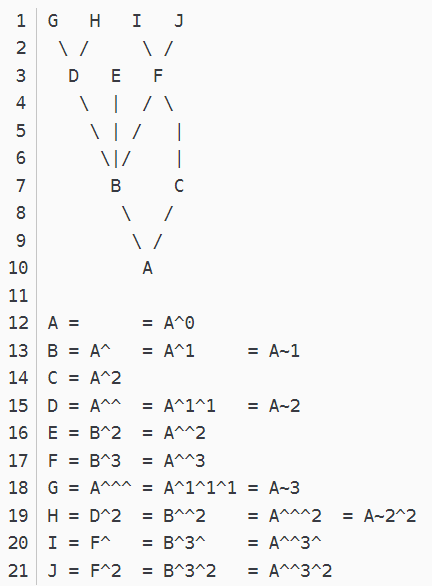 1 G   H   I   J
2  \ /     \ /
3   D   E   F
4    \  |  / \
5     \ | /   |
6      \|/    |
7       B     C
8        \   /
9         \ /
10         A
11
12 A =      = A^0
13 B = A^   = A^1     = A~1
14 C = A^2
15 D = A^^  = A^1^1   = A~2
16 E = B^2  = A^^2
17 F = B^3  = A^^3
18 G = A^^^ = A^1^1^1 = A~3
19 H = D^2  = B^^2    = A^^^2  = A~2^2
20 I = F^   = B^3^    = A^^3^
21 J = F^2  = B^3^2   = A^^3^2